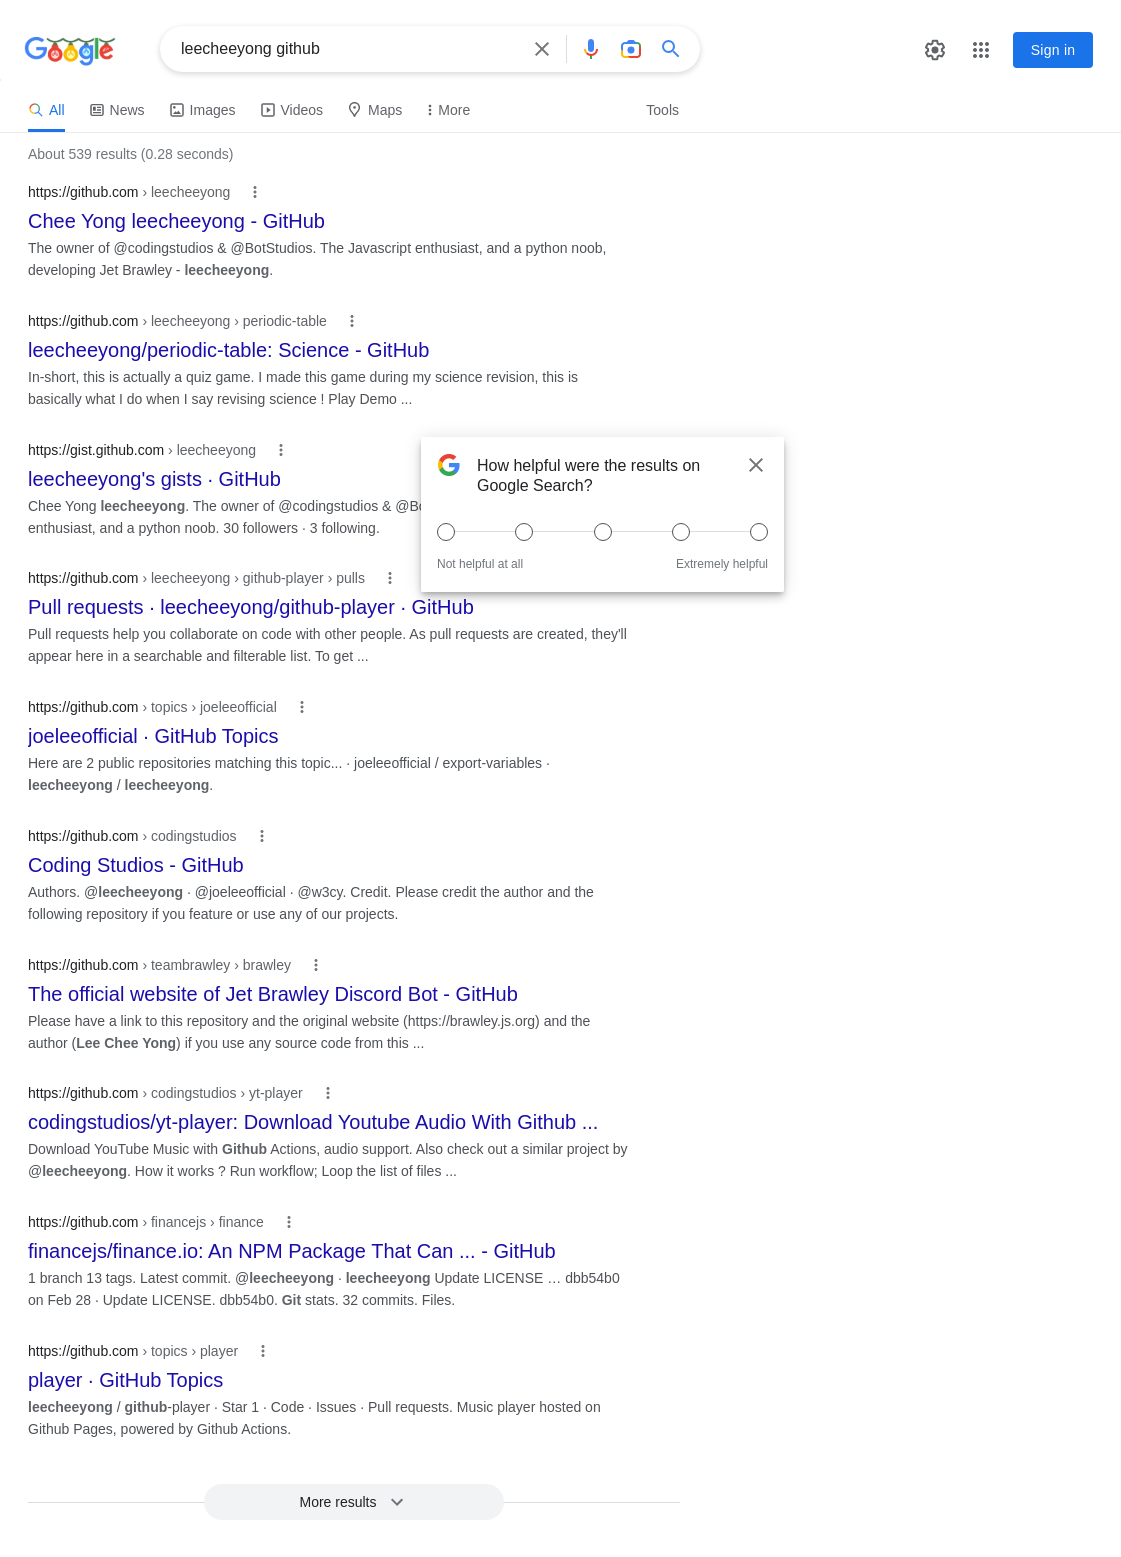 Google
leecheeyong github
Sign in
All
News
Images
Videos
Maps
More
Tools
About 539 results (0.28 seconds)
https://github.com › leecheeyong
Chee Yong leecheeyong - GitHub
The owner of @codingstudios & @BotStudios. The Javascript enthusiast, and a python noob,
developing Jet Brawley - leecheeyong.
https://github.com › leecheeyong › periodic-table
leecheeyong/periodic-table: Science - GitHub
In-short, this is actually a quiz game. I made this game during my science revision, this is
basically what I do when I say revising science ! Play Demo ...
https://gist.github.com › leecheeyong
leecheeyong's gists · GitHub
Chee Yong leecheeyong. The owner of @codingstudios &
enthusiast, and a python noob. 30 followers · 3 following.
How helpful were the results on
Google Search?
Not helpful at all
Extremely helpful
https://github.com › leecheeyong › github-player › pulls
Pull requests · leecheeyong/github-player · GitHub
Pull requests help you collaborate on code with other people. As pull requests are created, they'll
appear here in a searchable and filterable list. To get ...
https://github.com › topics › joeleeofficial
joeleeofficial · GitHub Topics
Here are 2 public repositories matching this topic... · joeleeofficial / export-variables ·
leecheeyong / leecheeyong.
https://github.com › codingstudios
Coding Studios - GitHub
Authors. @leecheeyong · @joeleeofficial · @w3cy. Credit. Please credit the author and the
following repository if you feature or use any of our projects.
https://github.com › teambrawley › brawley
The official website of Jet Brawley Discord Bot - GitHub
Please have a link to this repository and the original website (https://brawley.js.org) and the
author (Lee Chee Yong) if you use any source code from this ...
https://github.com › codingstudios › yt-player
codingstudios/yt-player: Download Youtube Audio With Github ...
Download YouTube Music with Github Actions, audio support. Also check out a similar project by
@leecheeyong. How it works ? Run workflow; Loop the list of files ...
https://github.com › financejs › finance
financejs/finance.io: An NPM Package That Can ... - GitHub
1 branch 13 tags. Latest commit. @leecheeyong · leecheeyong Update LICENSE … dbb54b0
on Feb 28 · Update LICENSE. dbb54b0. Git stats. 32 commits. Files.
https://github.com › topics › player
player · GitHub Topics
leecheeyong / github-player · Star 1 · Code · Issues · Pull requests. Music player hosted on
Github Pages, powered by Github Actions.
More results